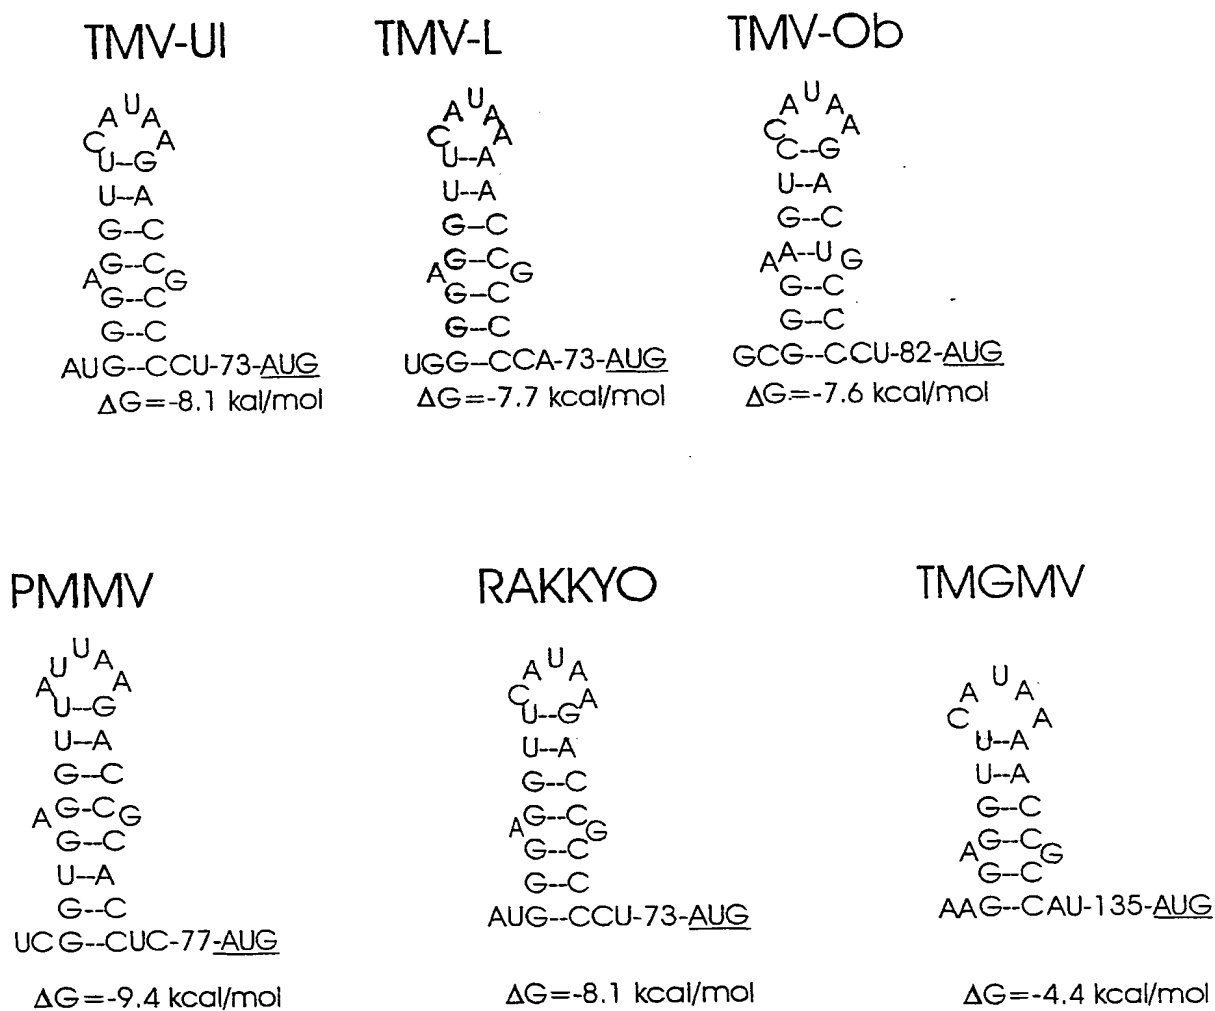 TMV-UI TMV-L TMV-Ob
U U U
A A A A A A
C A C A C A
U--G U--A C--G
U--A U--A U--A
G--C G--C G--C
G--C G--C A--U
A G A G A G
G--C G--C G--C
G--C G--C G--C
AUG--CCU-73-AUG UGG--CCA-73-AUG GCG--CCU-82-AUG
ΔG=-8.1 kal/mol ΔG=-7.7 kcal/mol ΔG=-7.6 kcal/mol
PMMV RAKKYO TMGMV
U U U
U A A A A A
A A C A C A
U--G U--G U--A
U--A U--A U--A
G--C G--C G--C
G--C G--C G--C
A G A G A G
G--C G--C G--C
U--A G--C AAG--CAU-135-AUG
G--C AUG--CCU-73-AUG
UCG--CUC-77-AUG
ΔG=-9.4 kcal/mol ΔG=-8.1 kcal/mol ΔG=-4.4 kcal/mol